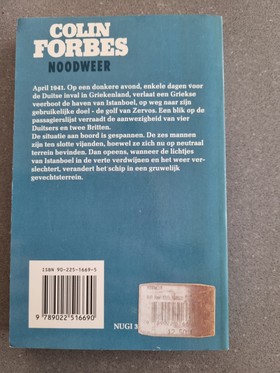 COLIN
FORBES
NOODWEER
April 1941. Op een donkere avond, enkele dagen voor
de Duitse inval in Griekenland, verlaat een Griekse
veerboot de haven van Istanboel, op weg naar zijn
gebruikelijke doel - de golf van Zervos. Een blik op de
passagierslijst verraadt de aanwezigheid van vier
Duitsers en twee Britten.
De situatie aan boord is gespannen. De zes mannen
zijn ten slotte vijanden, hoewel ze zich nu op neutraal
terrein bevinden. Dan opeens, wanneer de lichtjes
van Istanboel in de verte verdwijnen en het weer ver-
slechtert, verandert het schip in een gruwelijk
gevechtsterrein.
ISBN 90-225-1669-5
9 789022 516690
NUGI 3